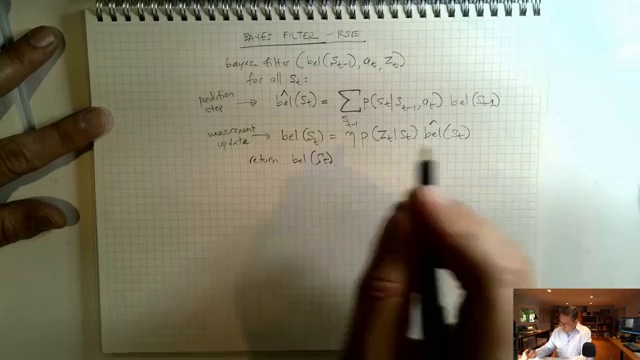 BAYES FILTER - RSE
bayes filter (bel(S_{t-1}), a_t, Z_t)
for all S_t:
prediction step → \hat{bel}(S_t) = ∑_{S_{t-1}} P(S_t|S_{t-1}, a_t) bel(S_{t-1})
measurement update → bel(S_t) = η P(Z_t|S_t) \hat{bel}(S_t)
return bel(S_t)